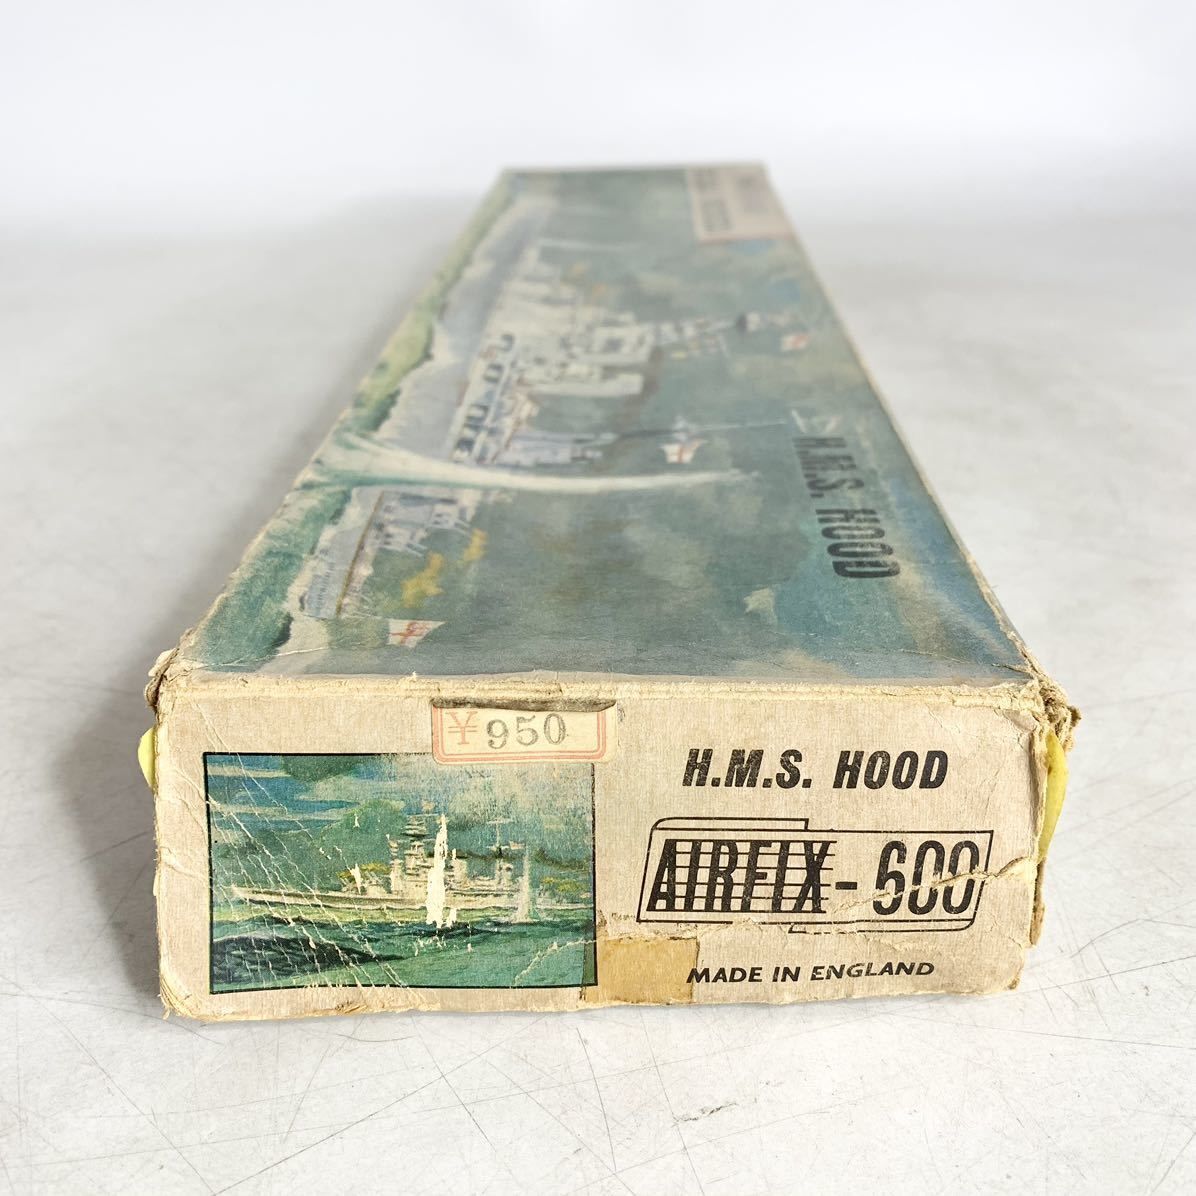 H.M.S. HOOD
¥950
H.M.S. HOOD
AIRFIX-600
MADE IN ENGLAND